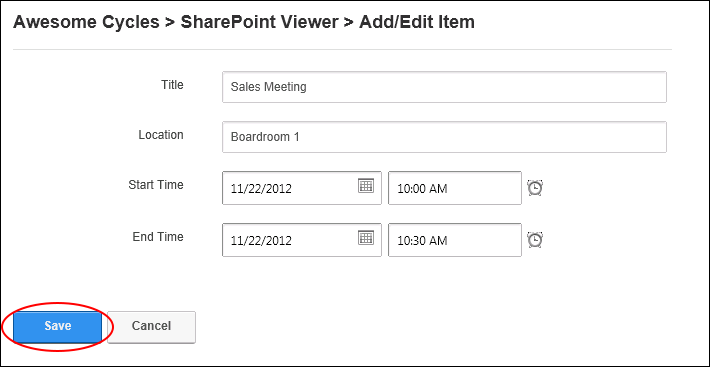 Awesome Cycles > SharePoint Viewer > Add/Edit Item
Title Sales Meeting
Location Boardroom 1
Start Time 11/22/2012 10:00 AM
End Time 11/22/2012 10:30 AM
Save Cancel